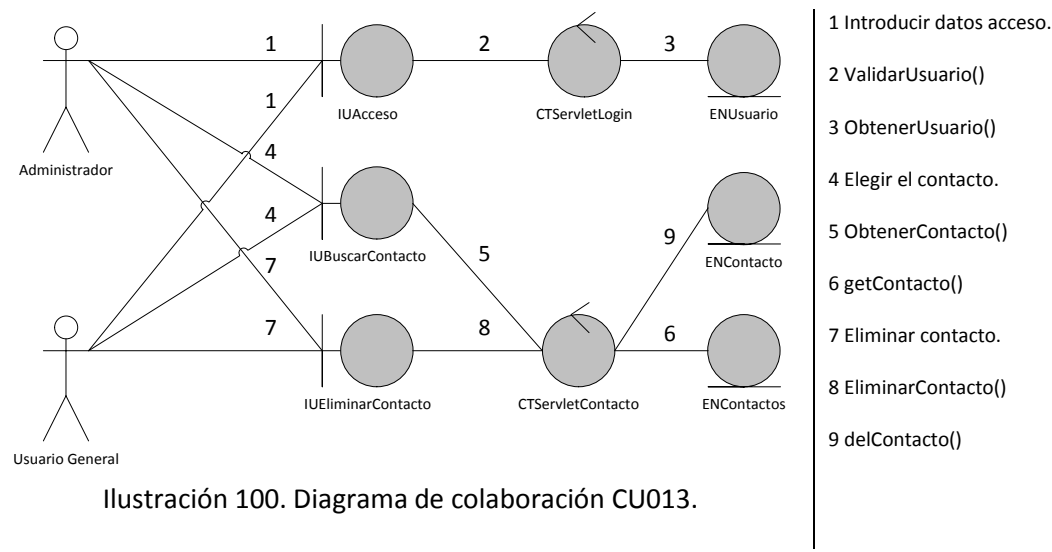 1
2
3
1
IUAcceso
CTServletLogin
ENUsuario
Administrador
4
4
9
IUBuscarContacto
5
ENContacto
7
7
8
6
IUEliminarContacto
CTServletContacto
ENContactos
Usuario General
1 Introducir datos acceso.
2 ValidarUsuario()
3 ObtenerUsuario()
4 Elegir el contacto.
5 ObtenerContacto()
6 getContacto()
7 Eliminar contacto.
8 EliminarContacto()
9 delContacto()
Ilustración 100. Diagrama de colaboración CU013.